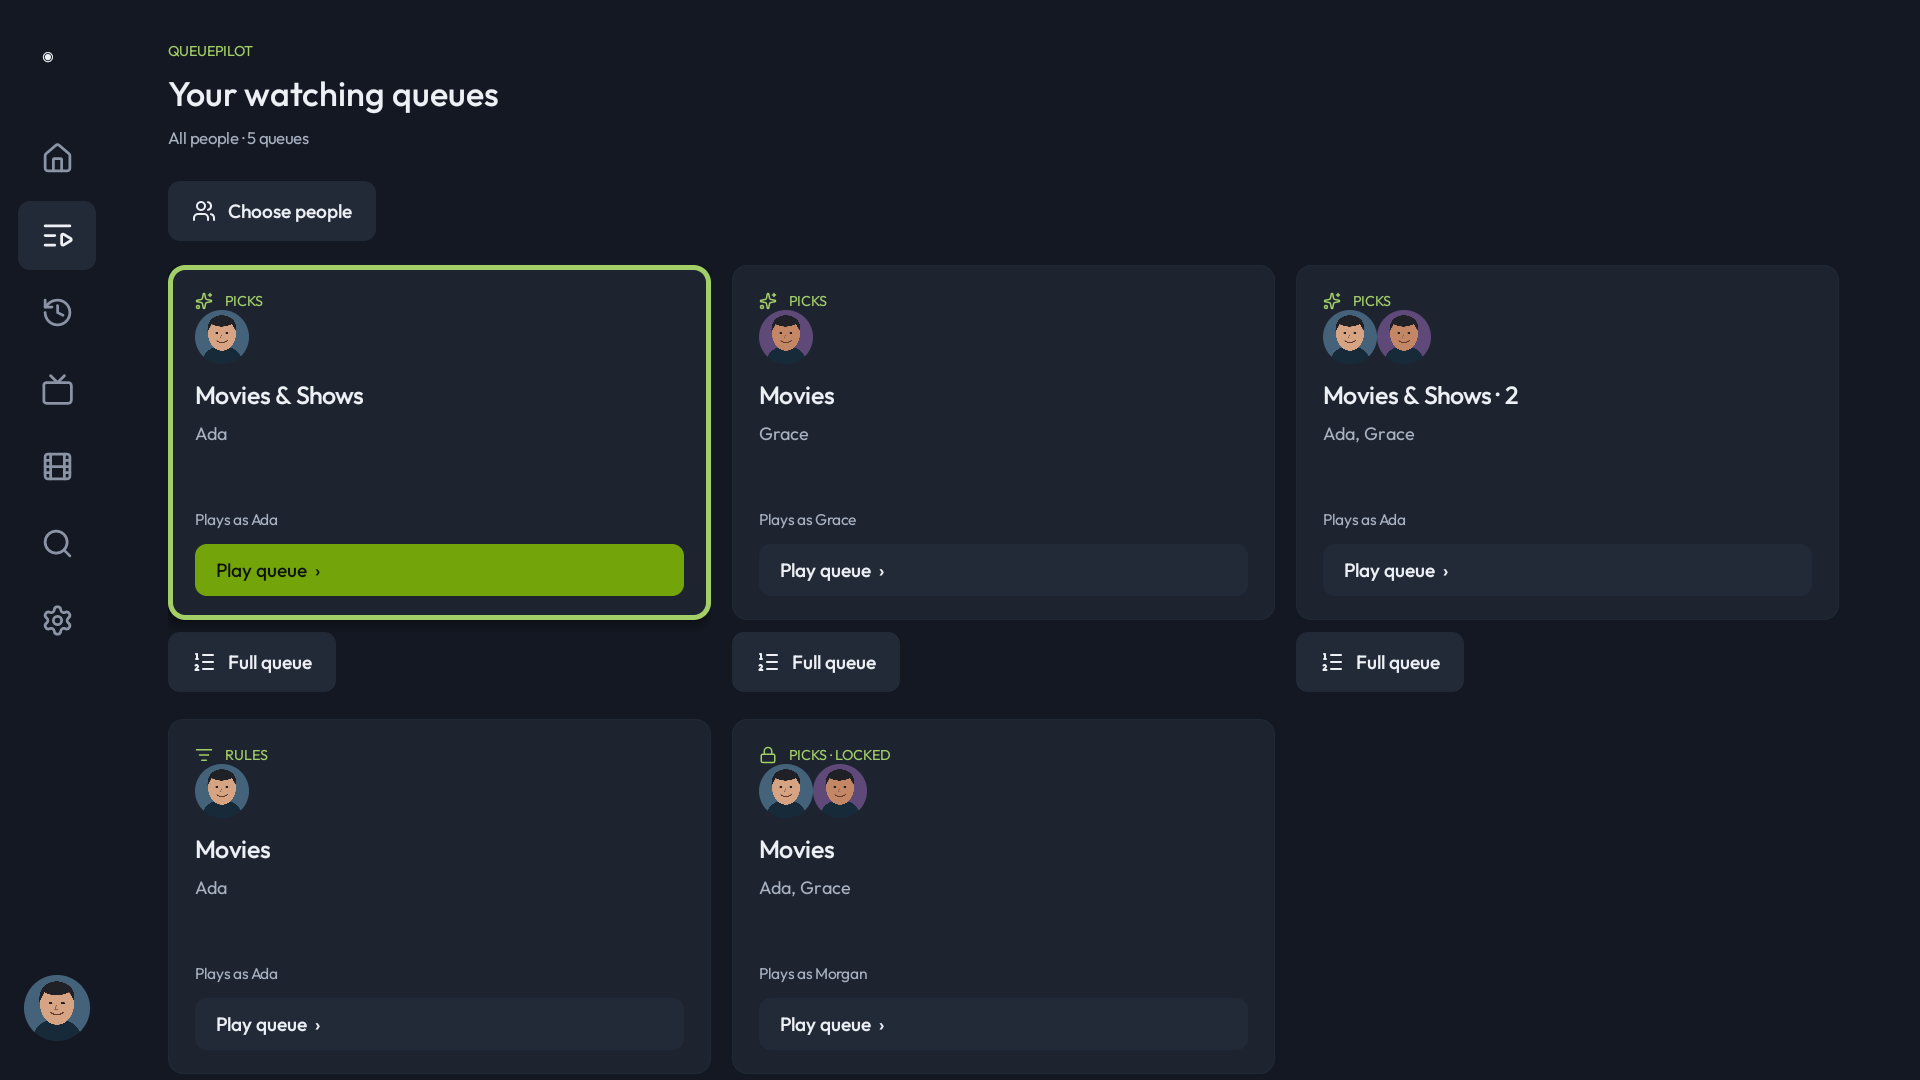 QUEUEPILOT
Your watching queues
All people · 5 queues
Choose people
PICKS
Movies & Shows
Ada
Plays as Ada
Play queue ›
Full queue
PICKS
Movies
Grace
Plays as Grace
Play queue ›
Full queue
PICKS
Movies & Shows · 2
Ada, Grace
Plays as Ada
Play queue ›
Full queue
RULES
Movies
Ada
Plays as Ada
Play queue ›
PICKS · LOCKED
Movies
Ada, Grace
Plays as Morgan
Play queue ›